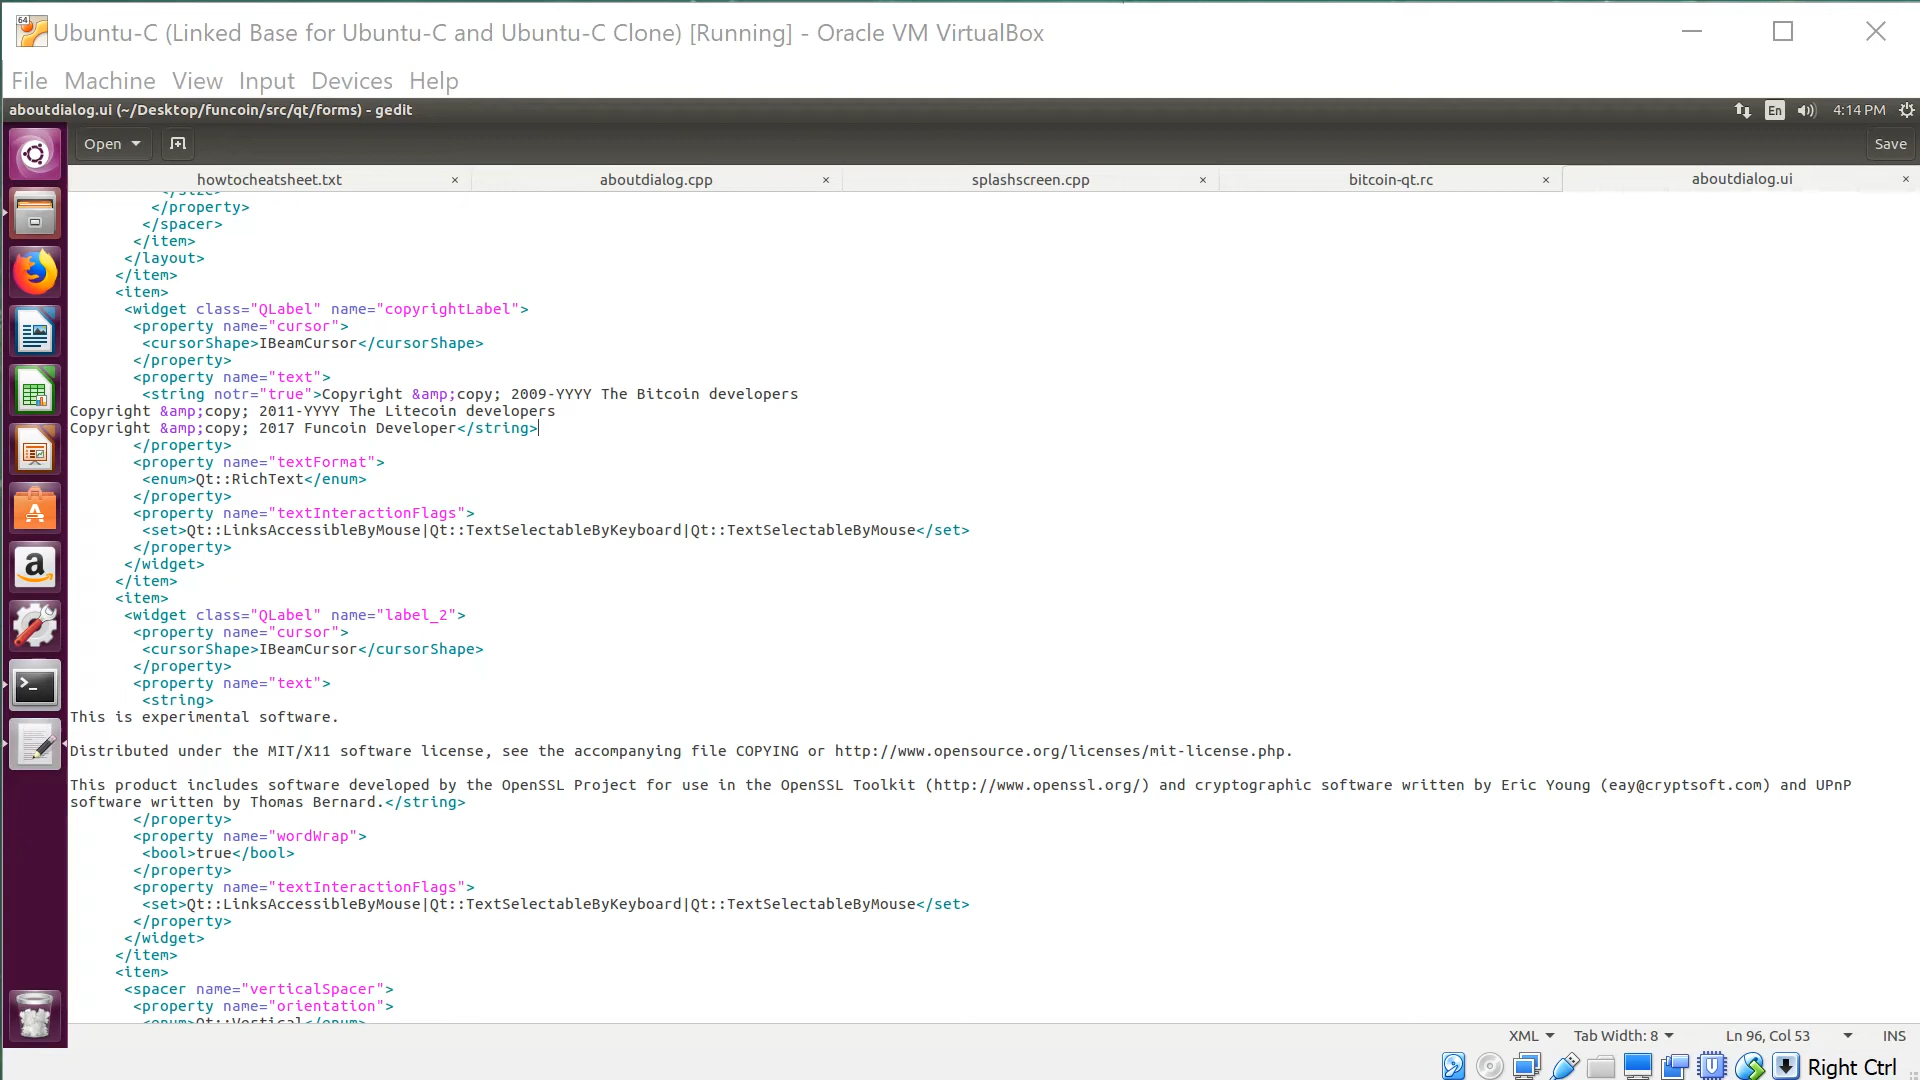 Ubuntu-C (Linked Base for Ubuntu-C and Ubuntu-C Clone) [Running] - Oracle VM VirtualBox
File Machine View Input Devices Help
aboutdialog.ui (~/Desktop/funcoin/src/qt/forms) - gedit
En 4:14 PM
Open Save
howtocheatsheet.txt × aboutdialog.cpp × splashscreen.cpp × bitcoin-qt.rc × aboutdialog.ui ×
</size>
</property>
</spacer>
</item>
</layout>
</item>
<item>
<widget class="QLabel" name="copyrightLabel">
<property name="cursor">
<cursorShape>IBeamCursor</cursorShape>
</property>
<property name="text">
<string notr="true">Copyright &amp;copy; 2009-YYYY The Bitcoin developers
Copyright &amp;copy; 2011-YYYY The Litecoin developers
Copyright &amp;copy; 2017 Funcoin Developer</string>
</property>
<property name="textFormat">
<enum>Qt::RichText</enum>
</property>
<property name="textInteractionFlags">
<set>Qt::LinksAccessibleByMouse|Qt::TextSelectableByKeyboard|Qt::TextSelectableByMouse</set>
</property>
</widget>
</item>
<item>
<widget class="QLabel" name="label_2">
<property name="cursor">
<cursorShape>IBeamCursor</cursorShape>
</property>
<property name="text">
<string>
This is experimental software.
Distributed under the MIT/X11 software license, see the accompanying file COPYING or http://www.opensource.org/licenses/mit-license.php.
This product includes software developed by the OpenSSL Project for use in the OpenSSL Toolkit (http://www.openssl.org/) and cryptographic software written by Eric Young (eay@cryptsoft.com) and UPnP
software written by Thomas Bernard.</string>
</property>
<property name="wordWrap">
<bool>true</bool>
</property>
<property name="textInteractionFlags">
<set>Qt::LinksAccessibleByMouse|Qt::TextSelectableByKeyboard|Qt::TextSelectableByMouse</set>
</property>
</widget>
</item>
<item>
<spacer name="verticalSpacer">
<property name="orientation">
<enum>Qt::Vertical</enum>
XML Tab Width: 8 Ln 96, Col 53 INS
Right Ctrl